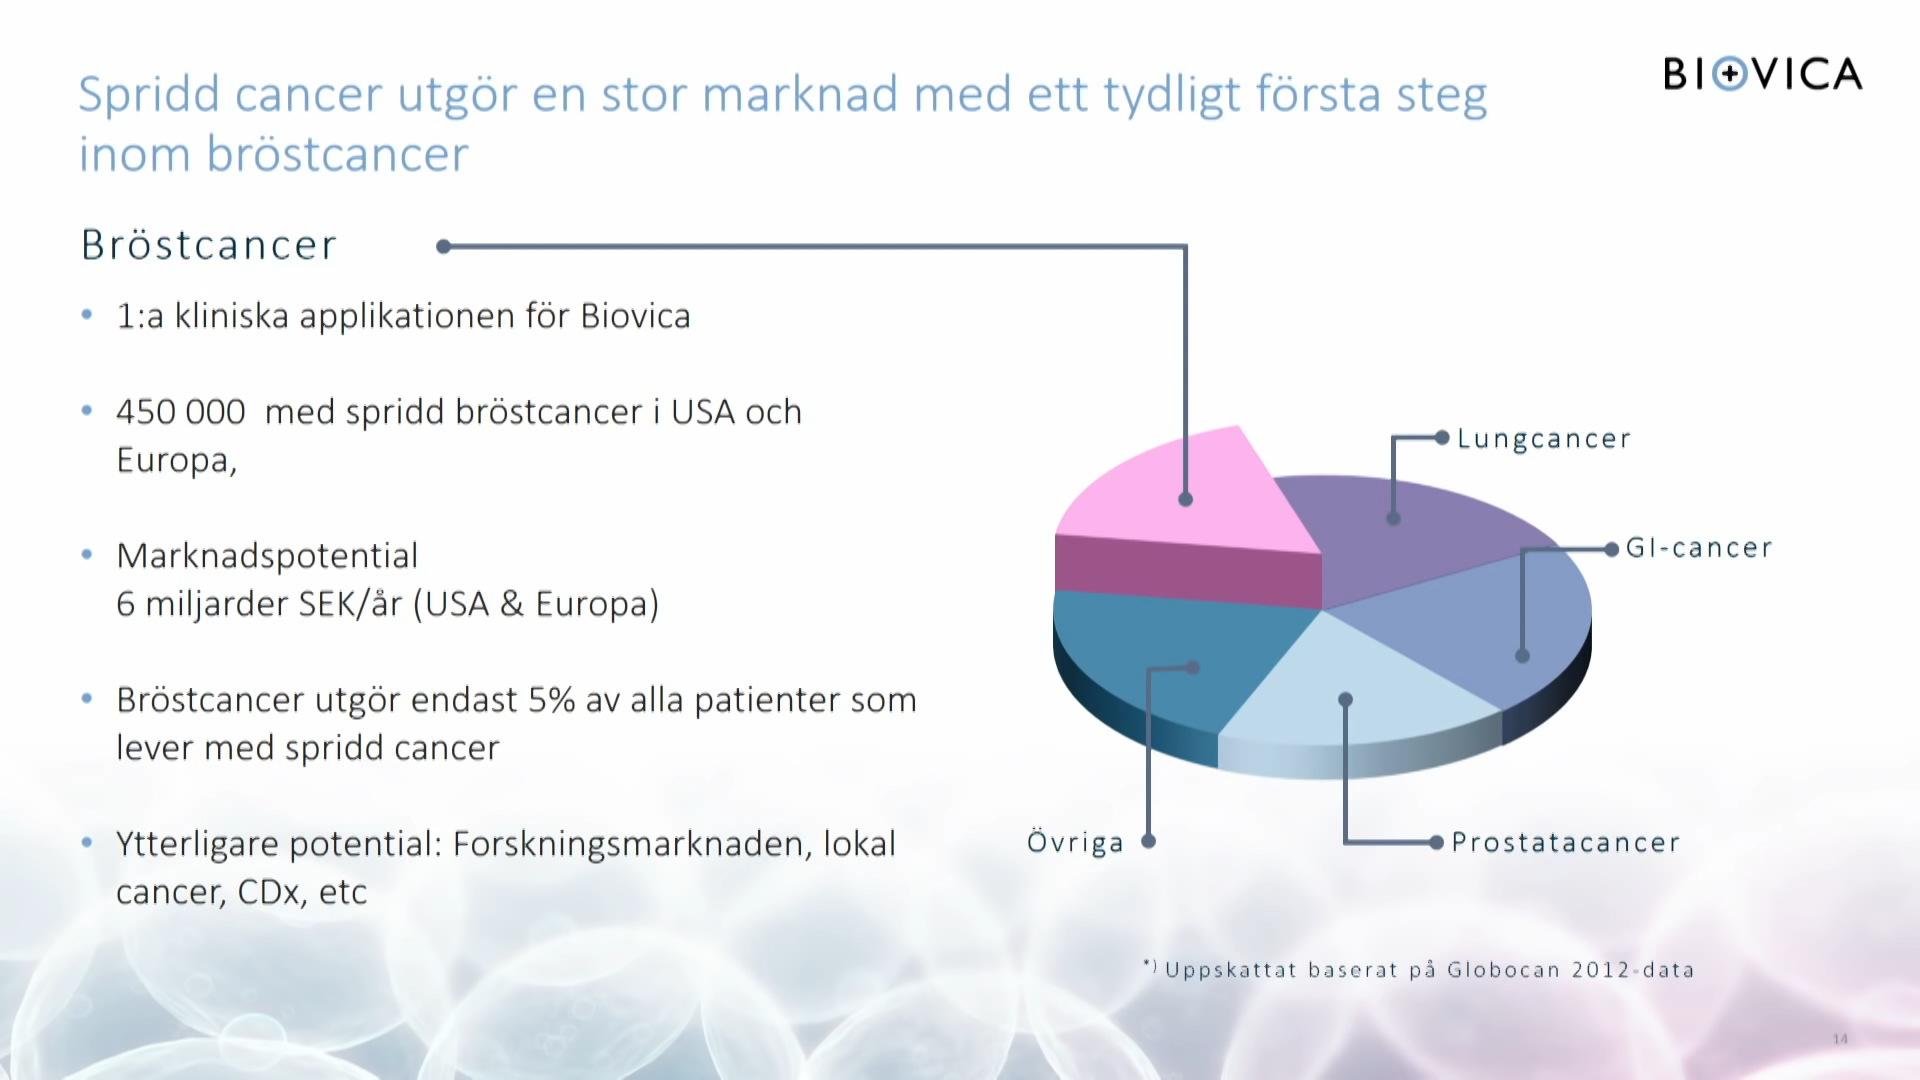 Spridd cancer utgör en stor marknad med ett tydligt första steg
inom bröstcancer
BIOVICA
Bröstcancer
• 1:a kliniska applikationen för Biovica
• 450 000  med spridd bröstcancer i USA och
Europa,
• Marknadspotential
6 miljarder SEK/år (USA & Europa)
• Bröstcancer utgör endast 5% av alla patienter som
lever med spridd cancer
• Ytterligare potential: Forskningsmarknaden, lokal
cancer, CDx, etc
Lungcancer
GI-cancer
Övriga
Prostatacancer
*) Uppskattat baserat på Globocan 2012-data
14